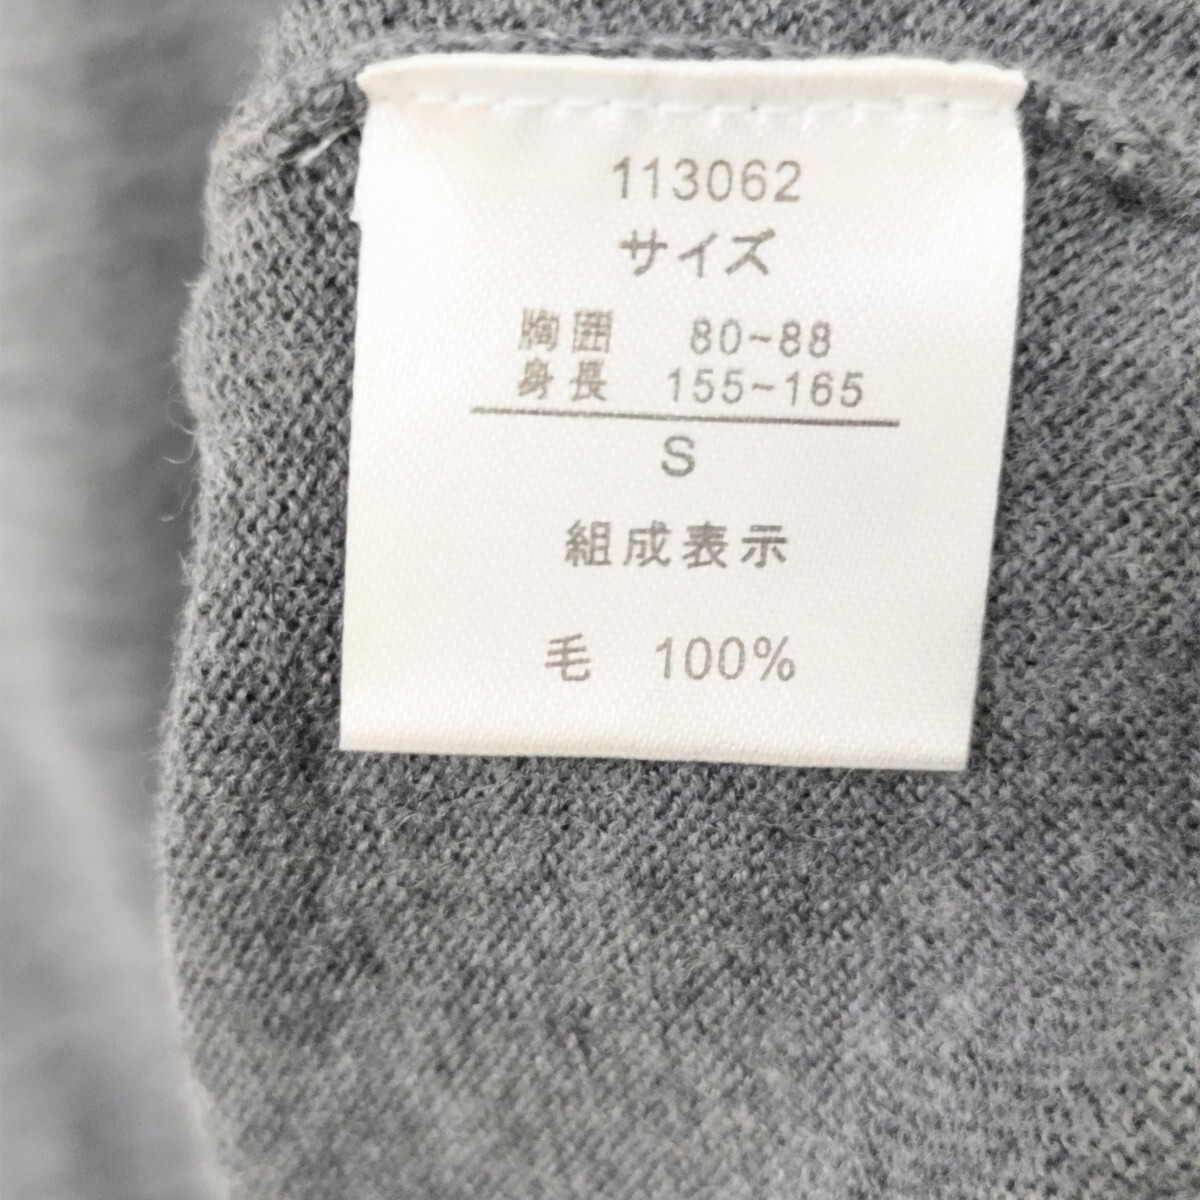 113062
サイズ
胸囲 80~88
身長 155~165
S
組成表示
毛 100%